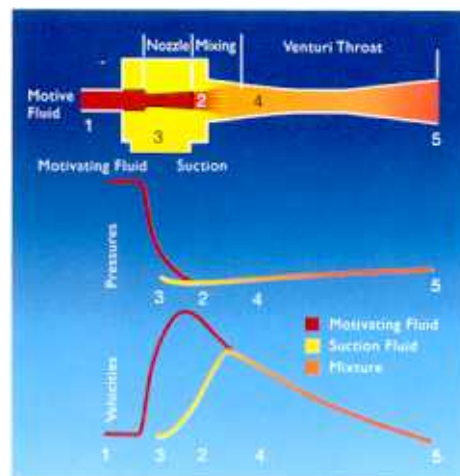 Nozzle Mixing Venturi Throat
Motive
Fluid
1
2
4
3
5
Motivating Fluid Suction
Pressures
3 2 4 5
Motivating Fluid
Suction Fluid
Mixture
Velocities
1 3 2 4 5